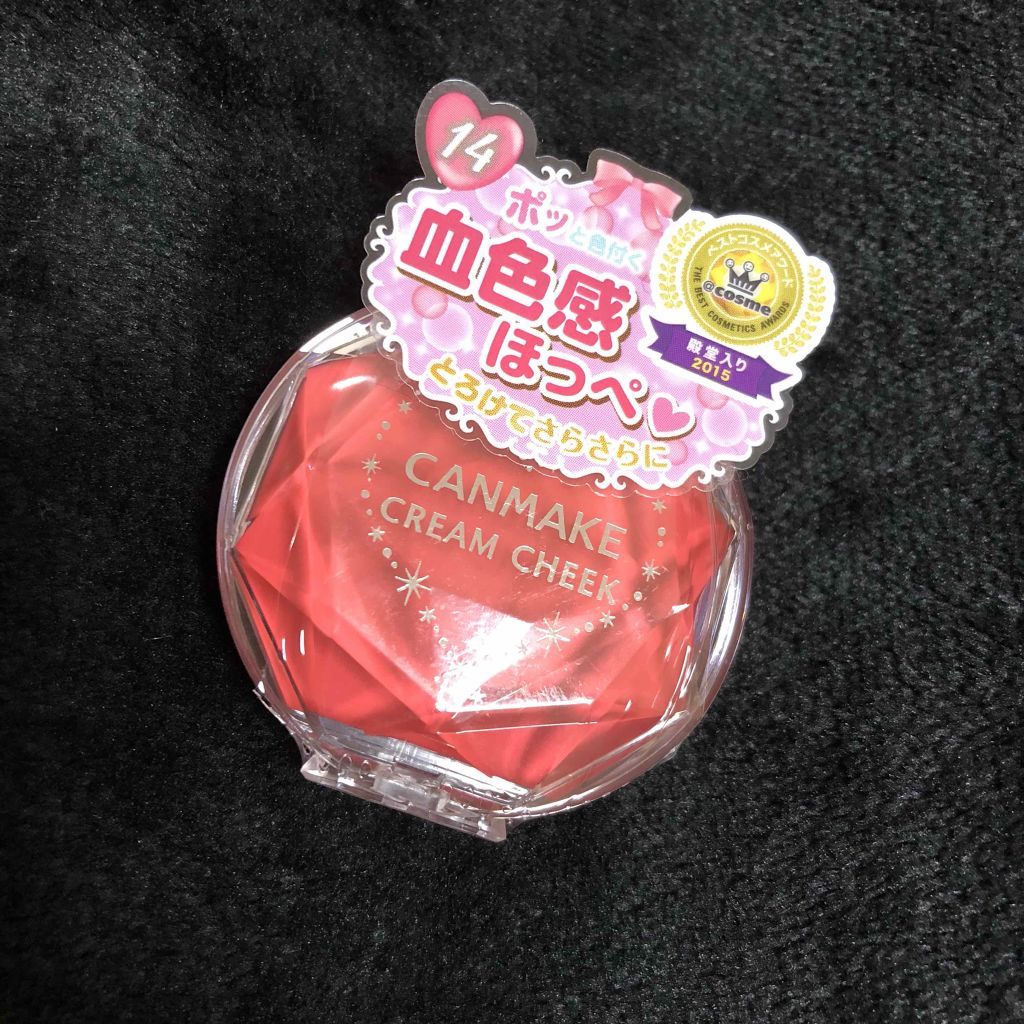 14
ポッと色付く
血色感
ほっぺ♥
とろけてさらさらに
ベストコスメアワード
@cosme
THE BEST COSMETICS AWARDS
殿堂入り
2015
CANMAKE
CREAM CHEEK